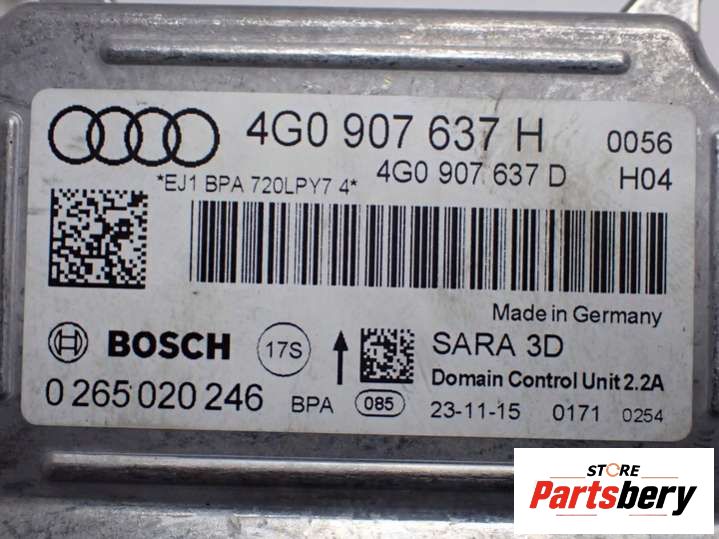 4G0 907 637 H 0056
*EJ1 BPA 720LPY7 4* 4G0 907 637 D H04
Made in Germany
BOSCH 17S SARA 3D
Domain Control Unit 2.2A
0 265 020 246 BPA 085 23-11-15 0171 0254
STORE
Partsbery